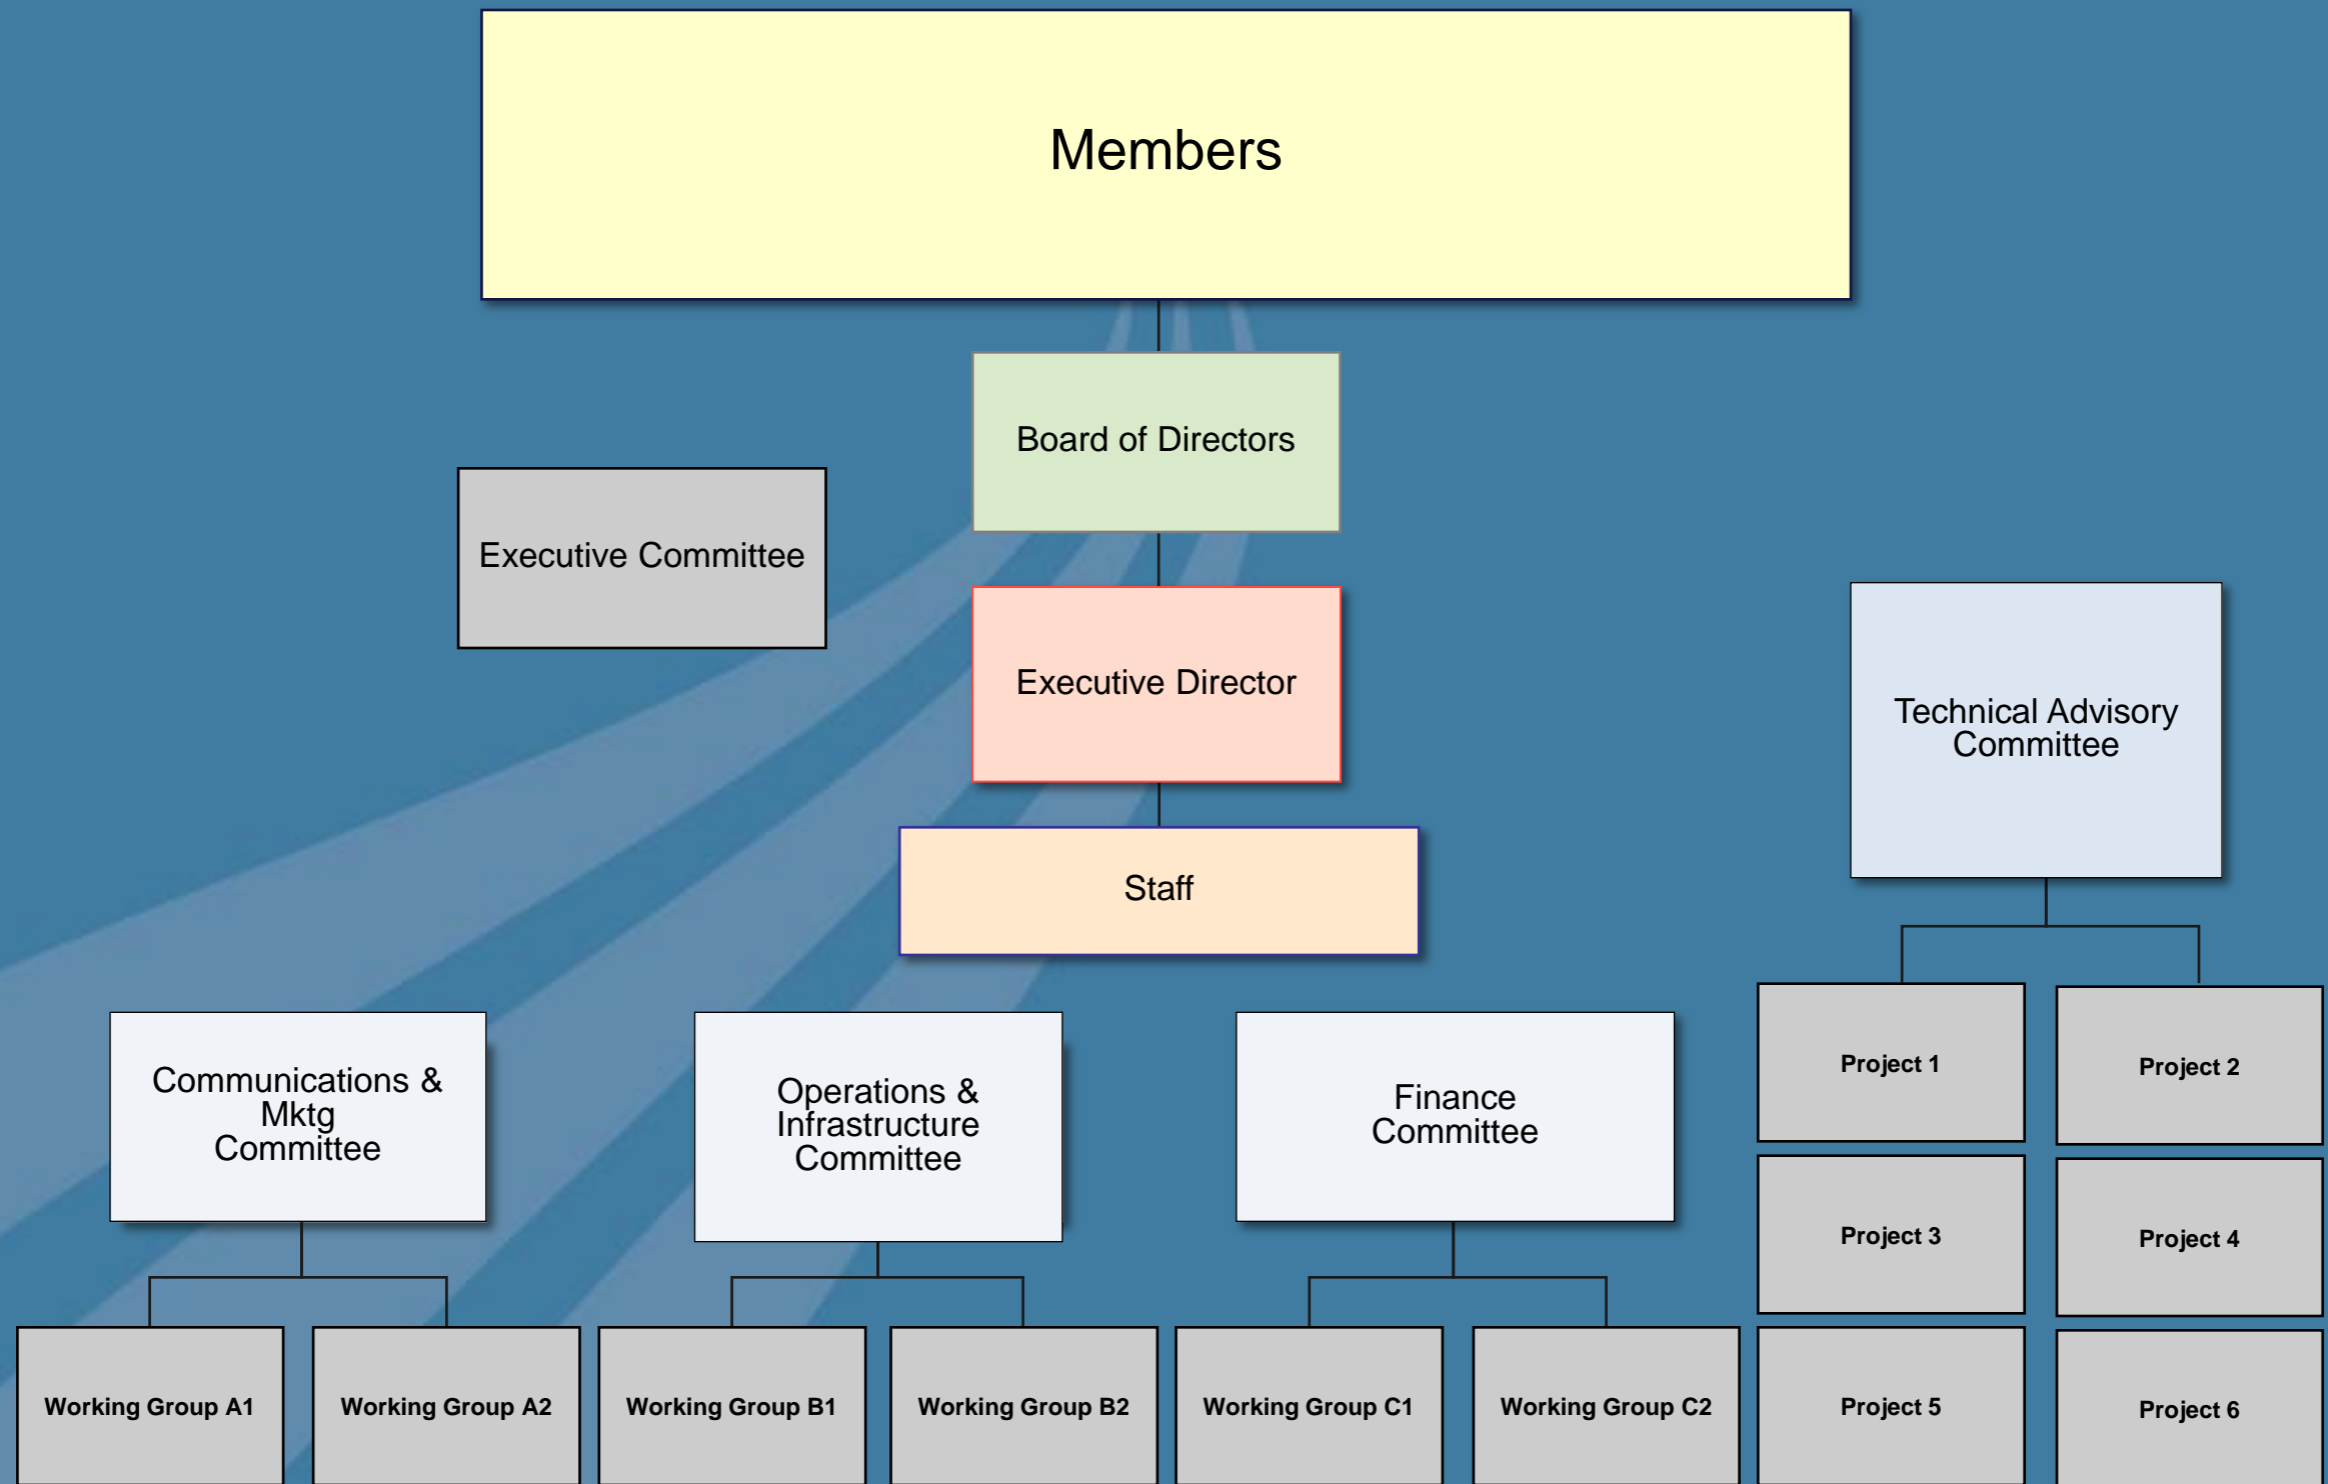 Members
Board of Directors
Executive Committee
Executive Director
Technical Advisory
Committee
Staff
Communications &
Mktg
Committee
Operations &
Infrastructure
Committee
Finance
Committee
Project 1
Project 2
Project 3
Project 4
Working Group A1
Working Group A2
Working Group B1
Working Group B2
Working Group C1
Working Group C2
Project 5
Project 6